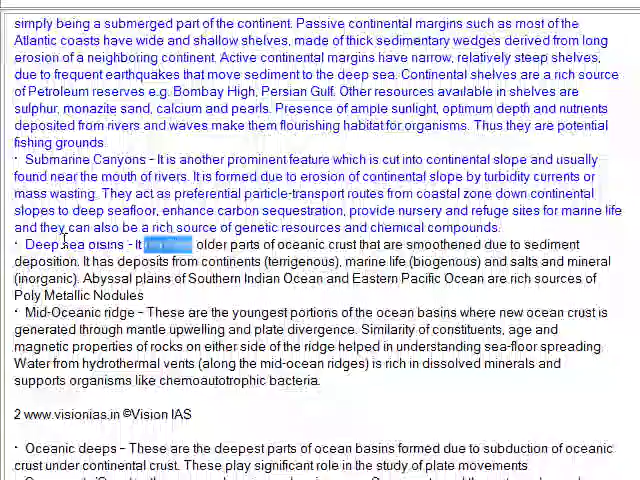 simply being a submerged part of the continent. Passive continental margins such as most of the
Atlantic coasts have wide and shallow shelves, made of thick sedimentary wedges derived from long
erosion of a neighboring continent. Active continental margins have narrow, relatively steep shelves,
due to frequent earthquakes that move sediment to the deep sea. Continental shelves are a rich source
of Petroleum reserves e.g. Bombay High, Persian Gulf. Other resources available in shelves are
sulphur, monazite sand, calcium and pearls. Presence of ample sunlight, optimum depth and nutrients
deposited from rivers and waves make them flourishing habitat for organisms. Thus they are potential
fishing grounds.
· Submarine Canyons – It is another prominent feature which is cut into continental slope and usually
found near the mouth of rivers. It is formed due to erosion of continental slope by turbidity currents or
mass wasting. They act as preferential particle-transport routes from coastal zone down continental
slopes to deep seafloor, enhance carbon sequestration, provide nursery and refuge sites for marine life
and they can also be a rich source of genetic resources and chemical compounds.
· Deep sea – It older parts of oceanic crust that are smoothened due to sediment
deposition. It has deposits from continents (terrigenous), marine life (biogenous) and salts and mineral
(inorganic). Abyssal plains of Southern Indian Ocean and Eastern Pacific Ocean are rich sources of
Poly Metallic Nodules
· Mid-Oceanic ridge – These are the youngest portions of the ocean basins where new ocean crust is
generated through mantle upwelling and plate divergence. Similarity of constituents, age and
magnetic properties of rocks on either side of the ridge helped in understanding sea-floor spreading.
Water from hydrothermal vents (along the mid-ocean ridges) is rich in dissolved minerals and
supports organisms like chemoautotrophic bacteria.
2 www.visionias.in ©Vision IAS
· Oceanic deeps – These are the deepest parts of ocean basins formed due to subduction of oceanic
crust under continental crust. These play significant role in the study of plate movements